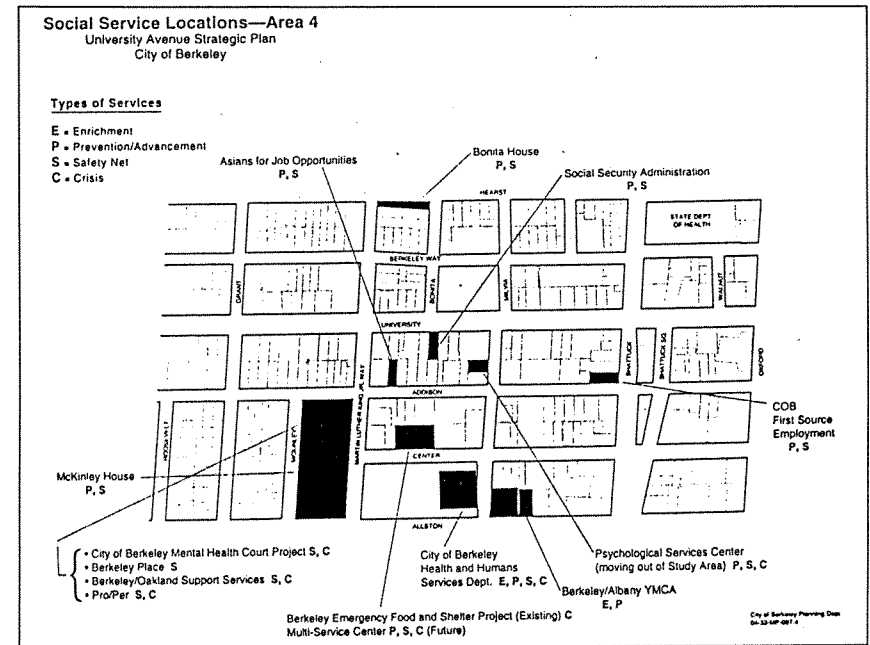 Social Service Locations—Area 4
University Avenue Strategic Plan
City of Berkeley
Types of Services
E = Enrichment
P = Prevention/Advancement
S = Safety Net
C = Crisis
Asians for Job Opportunities
P, S
Bonita House
P, S
Social Security Administration
P, S
HEARST
STATE DEPT
OF HEALTH
BERKELEY WAY
GRANT
BONITA
MILVIA
WALNUT
UNIVERSITY
SHATTUCK
SHATTUCK SQ.
OXFORD
MARTIN LUTHER KING JR. WAY
ADDISON
ROOSEVELT
MCKINLEY
CENTER
ALLSTON
COB
First Source
Employment
P, S
McKinley House
P, S
• City of Berkeley Mental Health Court Project S, C
• Berkeley Place S
• Berkeley/Oakland Support Services S, C
• Pro/Per S, C
City of Berkeley
Health and Humans
Services Dept. E, P, S, C
Psychological Services Center
(moving out of Study Area) P, S, C
Berkeley/Albany YMCA
E, P
Berkeley Emergency Food and Shelter Project (Existing) C
Multi-Service Center P, S, C (Future)
City of Berkeley Planning Dept